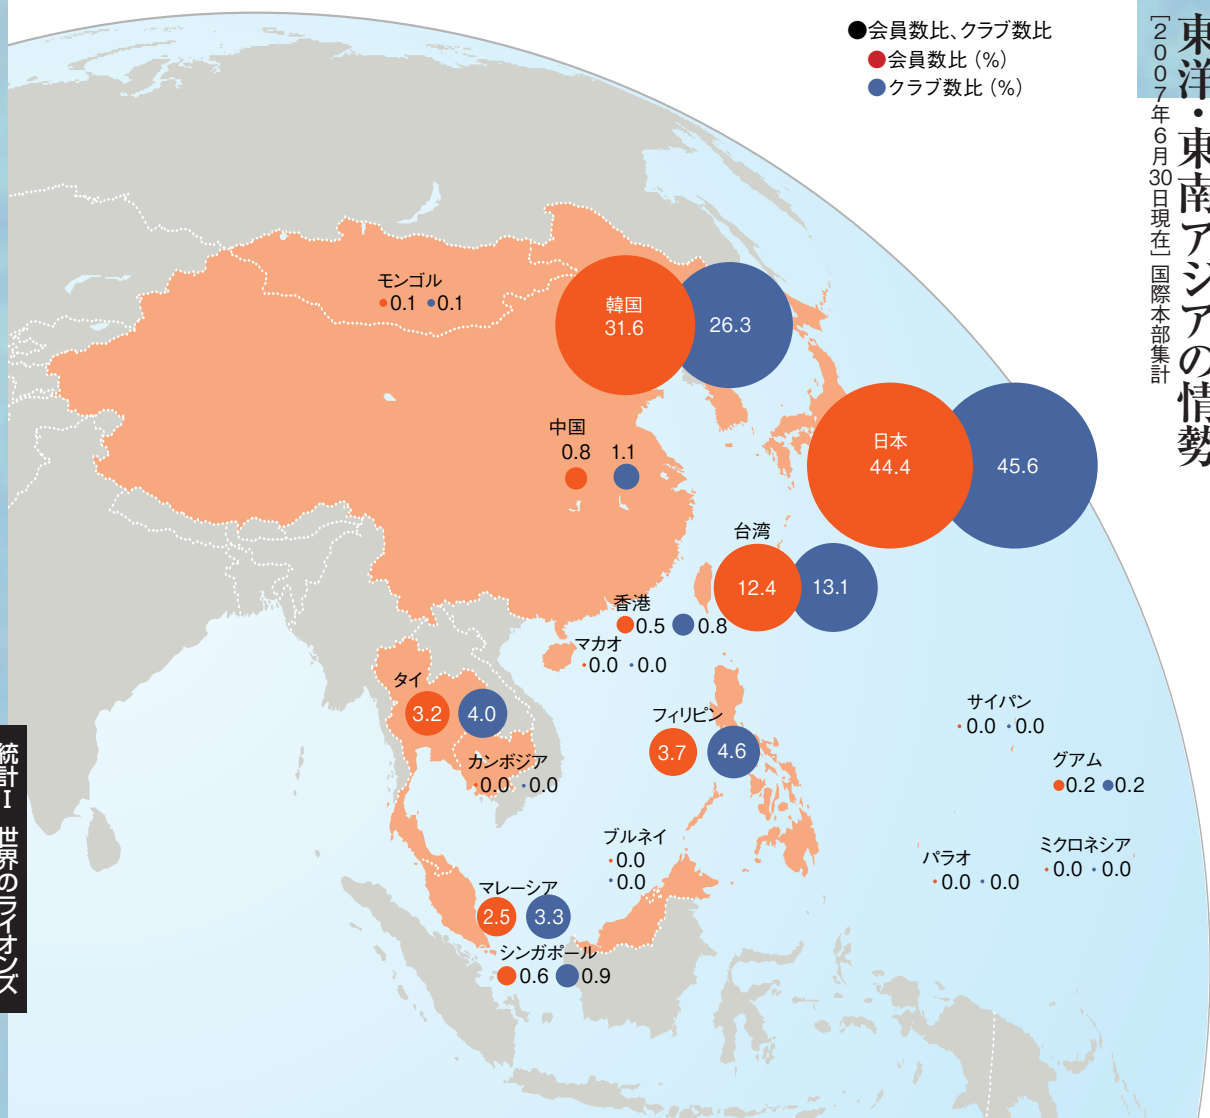 東洋・東南アジアの情勢
[2007年6月30日現在] 国際本部集計
●会員数比、クラブ数比
●会員数比 (%)
●クラブ数比 (%)
モンゴル
0.1 0.1
韓国
31.6 26.3
日本
44.4 45.6
中国
0.8 1.1
台湾
12.4 13.1
香港
0.5 0.8
マカオ
0.0 0.0
タイ
3.2 4.0
カンボジア
0.0 0.0
フィリピン
3.7 4.6
サイパン
0.0 0.0
グアム
0.2 0.2
ブルネイ
0.0
0.0
パラオ
0.0 0.0
ミクロネシア
0.0 0.0
マレーシア
2.5 3.3
シンガポール
0.6 0.9
統計I 世界のライオンズ